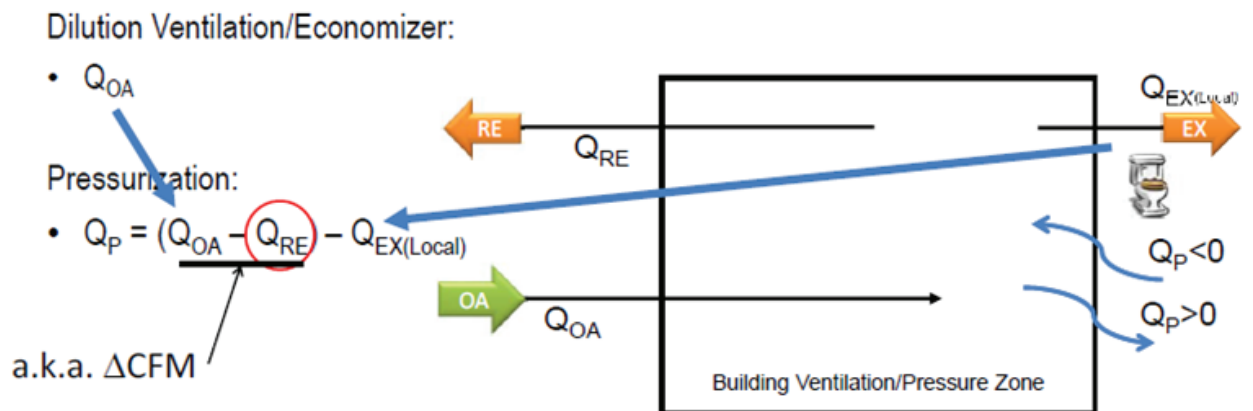 Dilution Ventilation/Economizer:
• Q_OA
Pressurization:
• Q_P = (Q_OA – Q_RE) – Q_EX(Local)
a.k.a. ΔCFM
RE
Q_RE
Q_EX(Local)
EX
Q_P<0
OA
Q_OA
Q_P>0
Building Ventilation/Pressure Zone